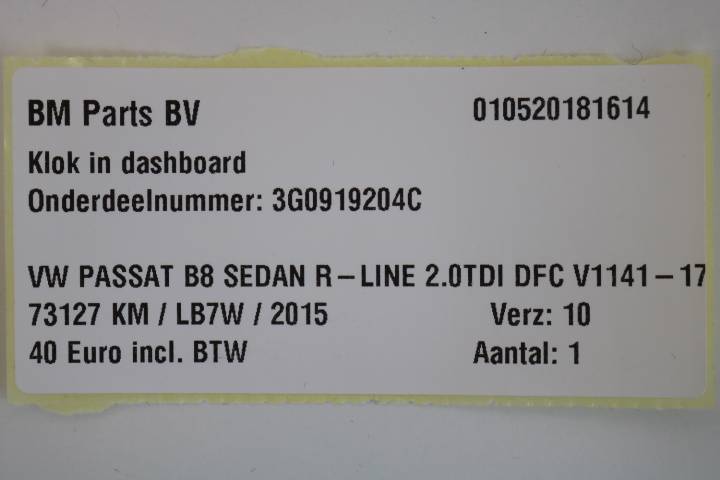 BM Parts BV 010520181614
Klok in dashboard
Onderdeelnummer: 3G0919204C
VW PASSAT B8 SEDAN R-LINE 2.0TDI DFC V1141-17
73127 KM / LB7W / 2015 Verz: 10
40 Euro incl. BTW Aantal: 1